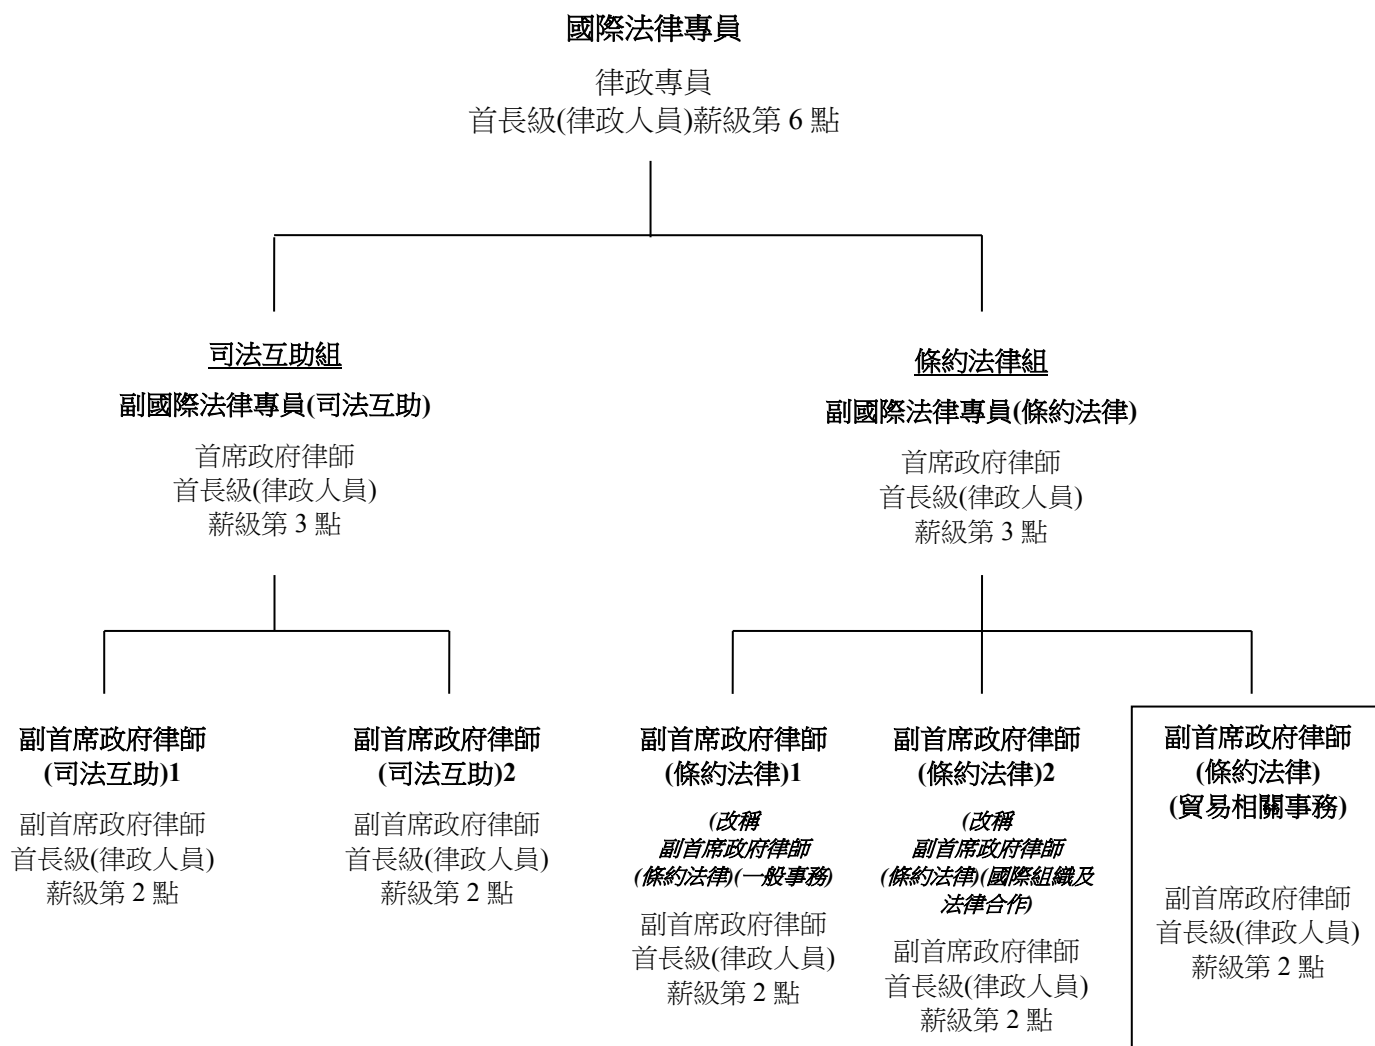 國際法律專員
律政專員
首長級(律政人員)薪級第 6 點
司法互助組
副國際法律專員(司法互助)
首席政府律師
首長級(律政人員)
薪級第 3 點
條約法律組
副國際法律專員(條約法律)
首席政府律師
首長級(律政人員)
薪級第 3 點
副首席政府律師
(司法互助)1
副首席政府律師
首長級(律政人員)
薪級第 2 點
副首席政府律師
(司法互助)2
副首席政府律師
首長級(律政人員)
薪級第 2 點
副首席政府律師
(條約法律)1
(改稱
副首席政府律師
(條約法律)(一般事務)
副首席政府律師
首長級(律政人員)
薪級第 2 點
副首席政府律師
(條約法律)2
(改稱
副首席政府律師
(條約法律)(國際組織及
法律合作)
副首席政府律師
首長級(律政人員)
薪級第 2 點
副首席政府律師
(條約法律)
(貿易相關事務)
副首席政府律師
首長級(律政人員)
薪級第 2 點